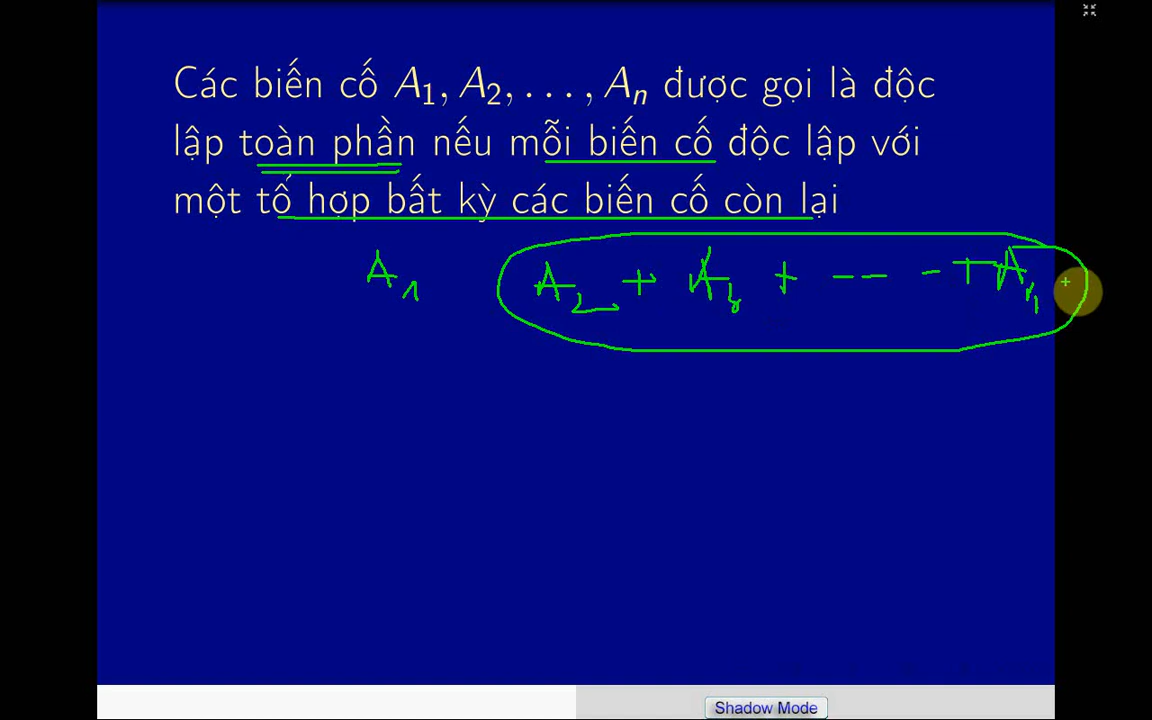 Các biến cố A₁, A₂, . . . , Aₙ được gọi là độc
lập toàn phần nếu mỗi biến cố độc lập với
một tổ hợp bất kỳ các biến cố còn lại
A₁ A₂ + A₃ + -- - + Aₙ
Shadow Mode